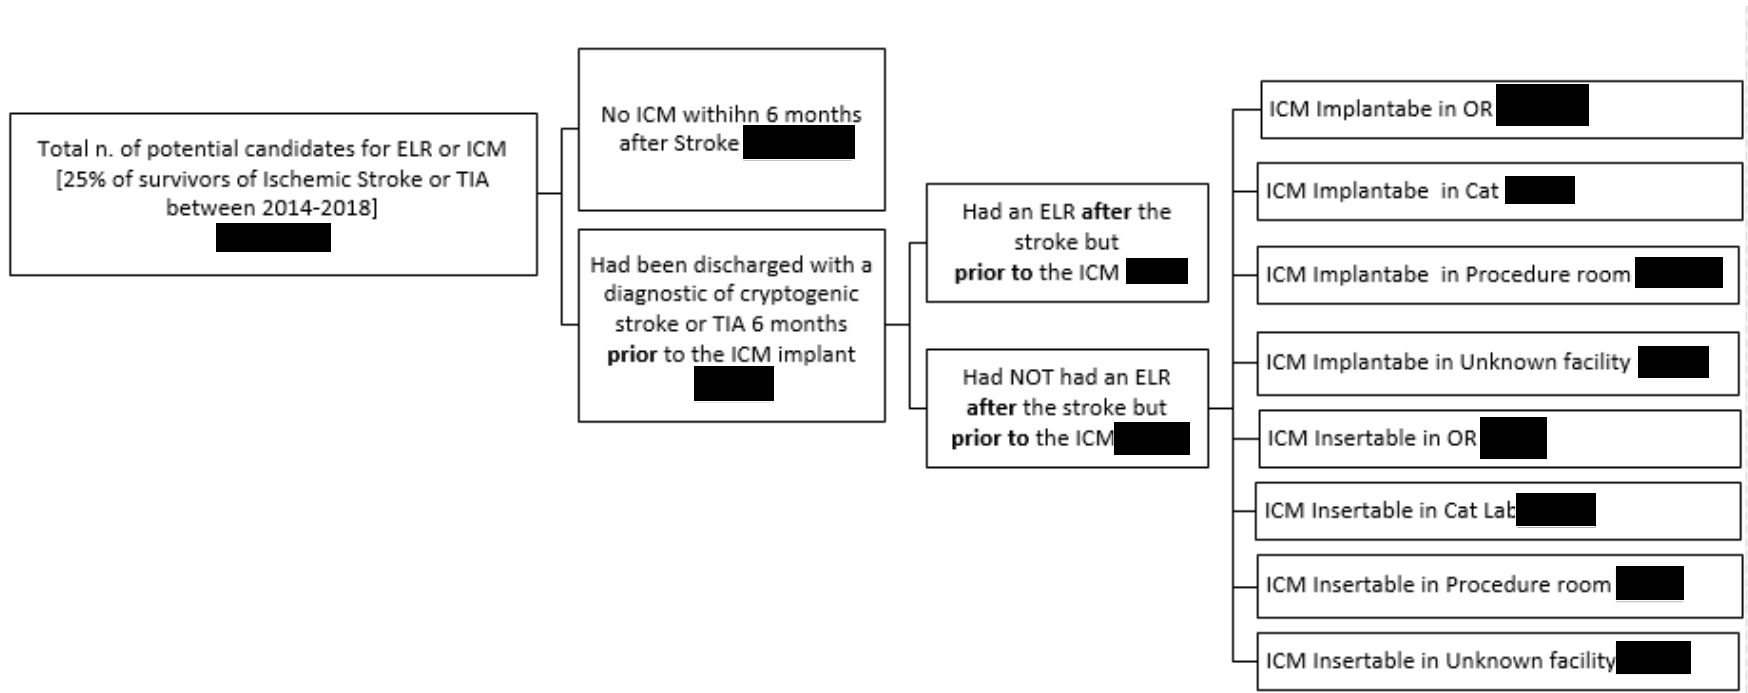 Total n. of potential candidates for ELR or ICM
[25% of survivors of Ischemic Stroke or TIA
between 2014-2018]
No ICM withihn 6 months
after Stroke
Had been discharged with a
diagnostic of cryptogenic
stroke or TIA 6 months
prior to the ICM implant
Had an ELR after the
stroke but
prior to the ICM
Had NOT had an ELR
after the stroke but
prior to the ICM
ICM Implantabe in OR
ICM Implantabe in Cat
ICM Implantabe in Procedure room
ICM Implantabe in Unknown facility
ICM Insertable in OR
ICM Insertable in Cat Lab
ICM Insertable in Procedure room
ICM Insertable in Unknown facility